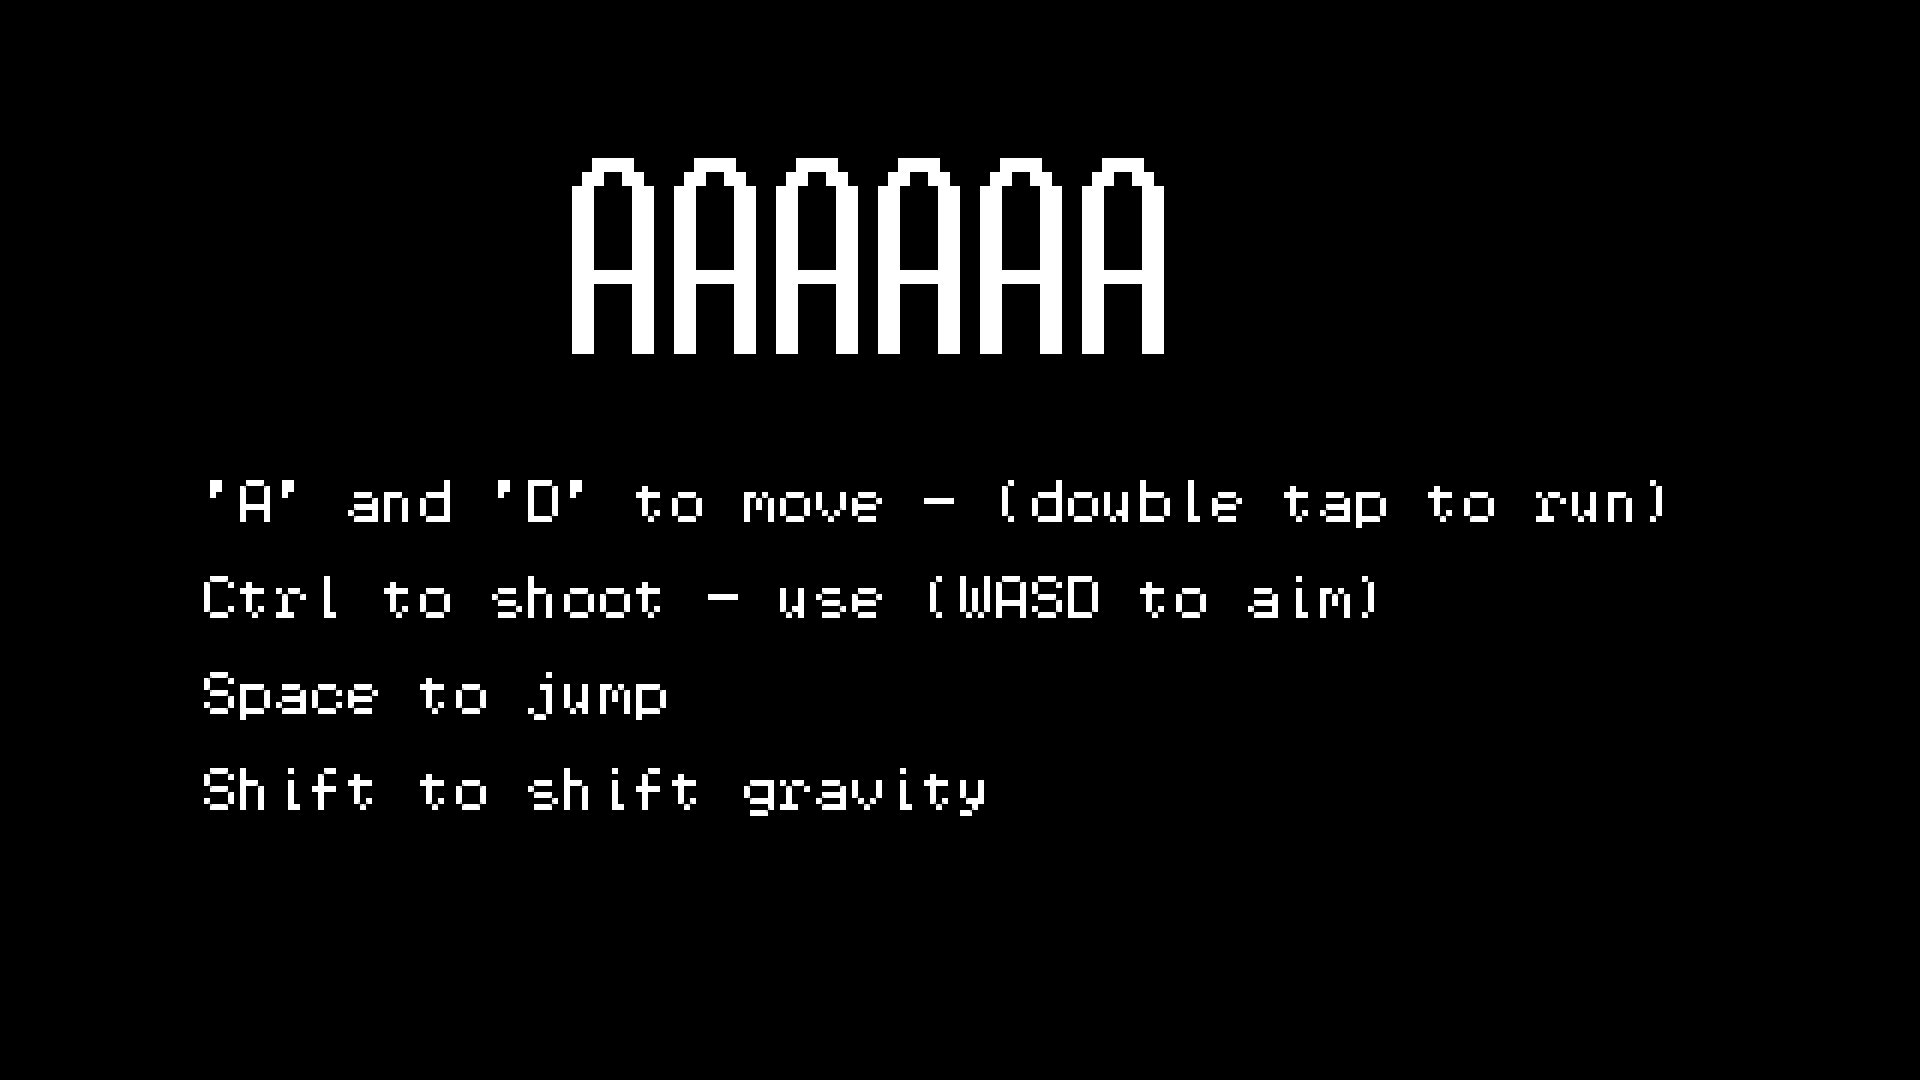 AAAAAA
'A' and 'D' to move - (double tap to run)
Ctrl to shoot - use (WASD to aim)
Space to jump
Shift to shift gravity